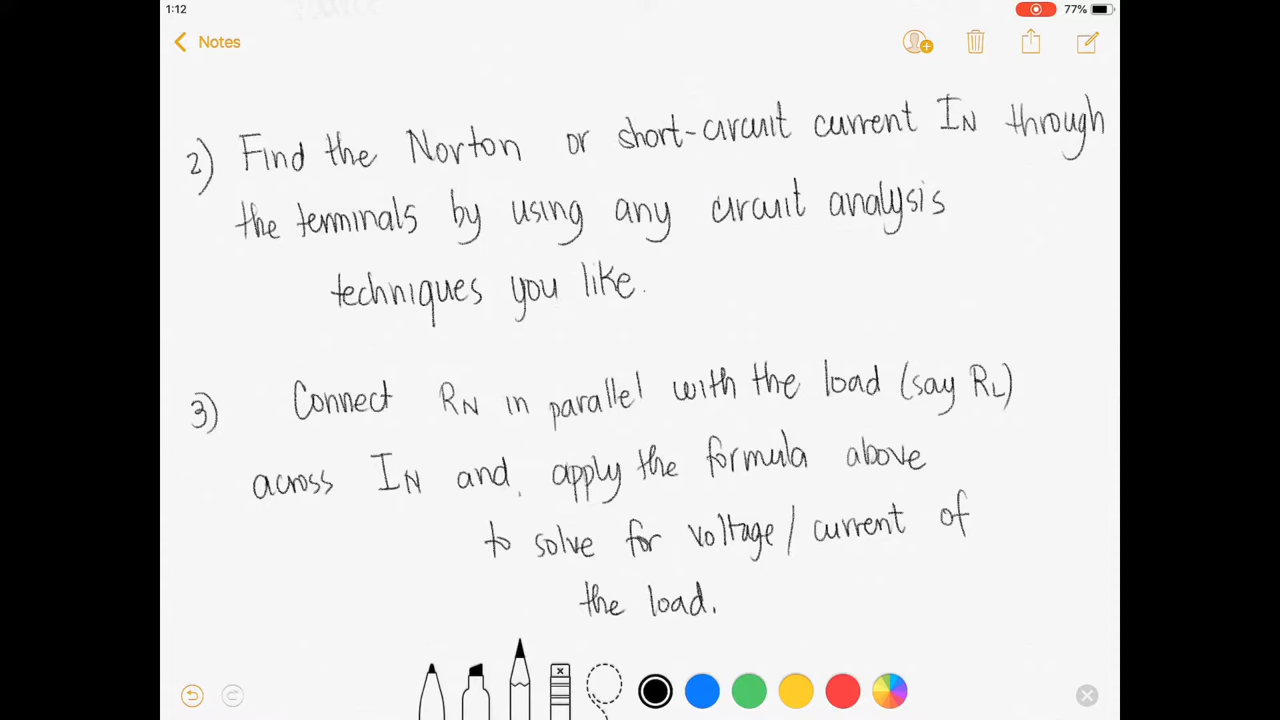 1:12
77%
Notes
2) Find the Norton or short-circuit current IN through
the terminals by using any circuit analysis
techniques you like.
3) Connect RN in parallel with the load (say RL)
across IN and apply the formula above
to solve for voltage/current of
the load.